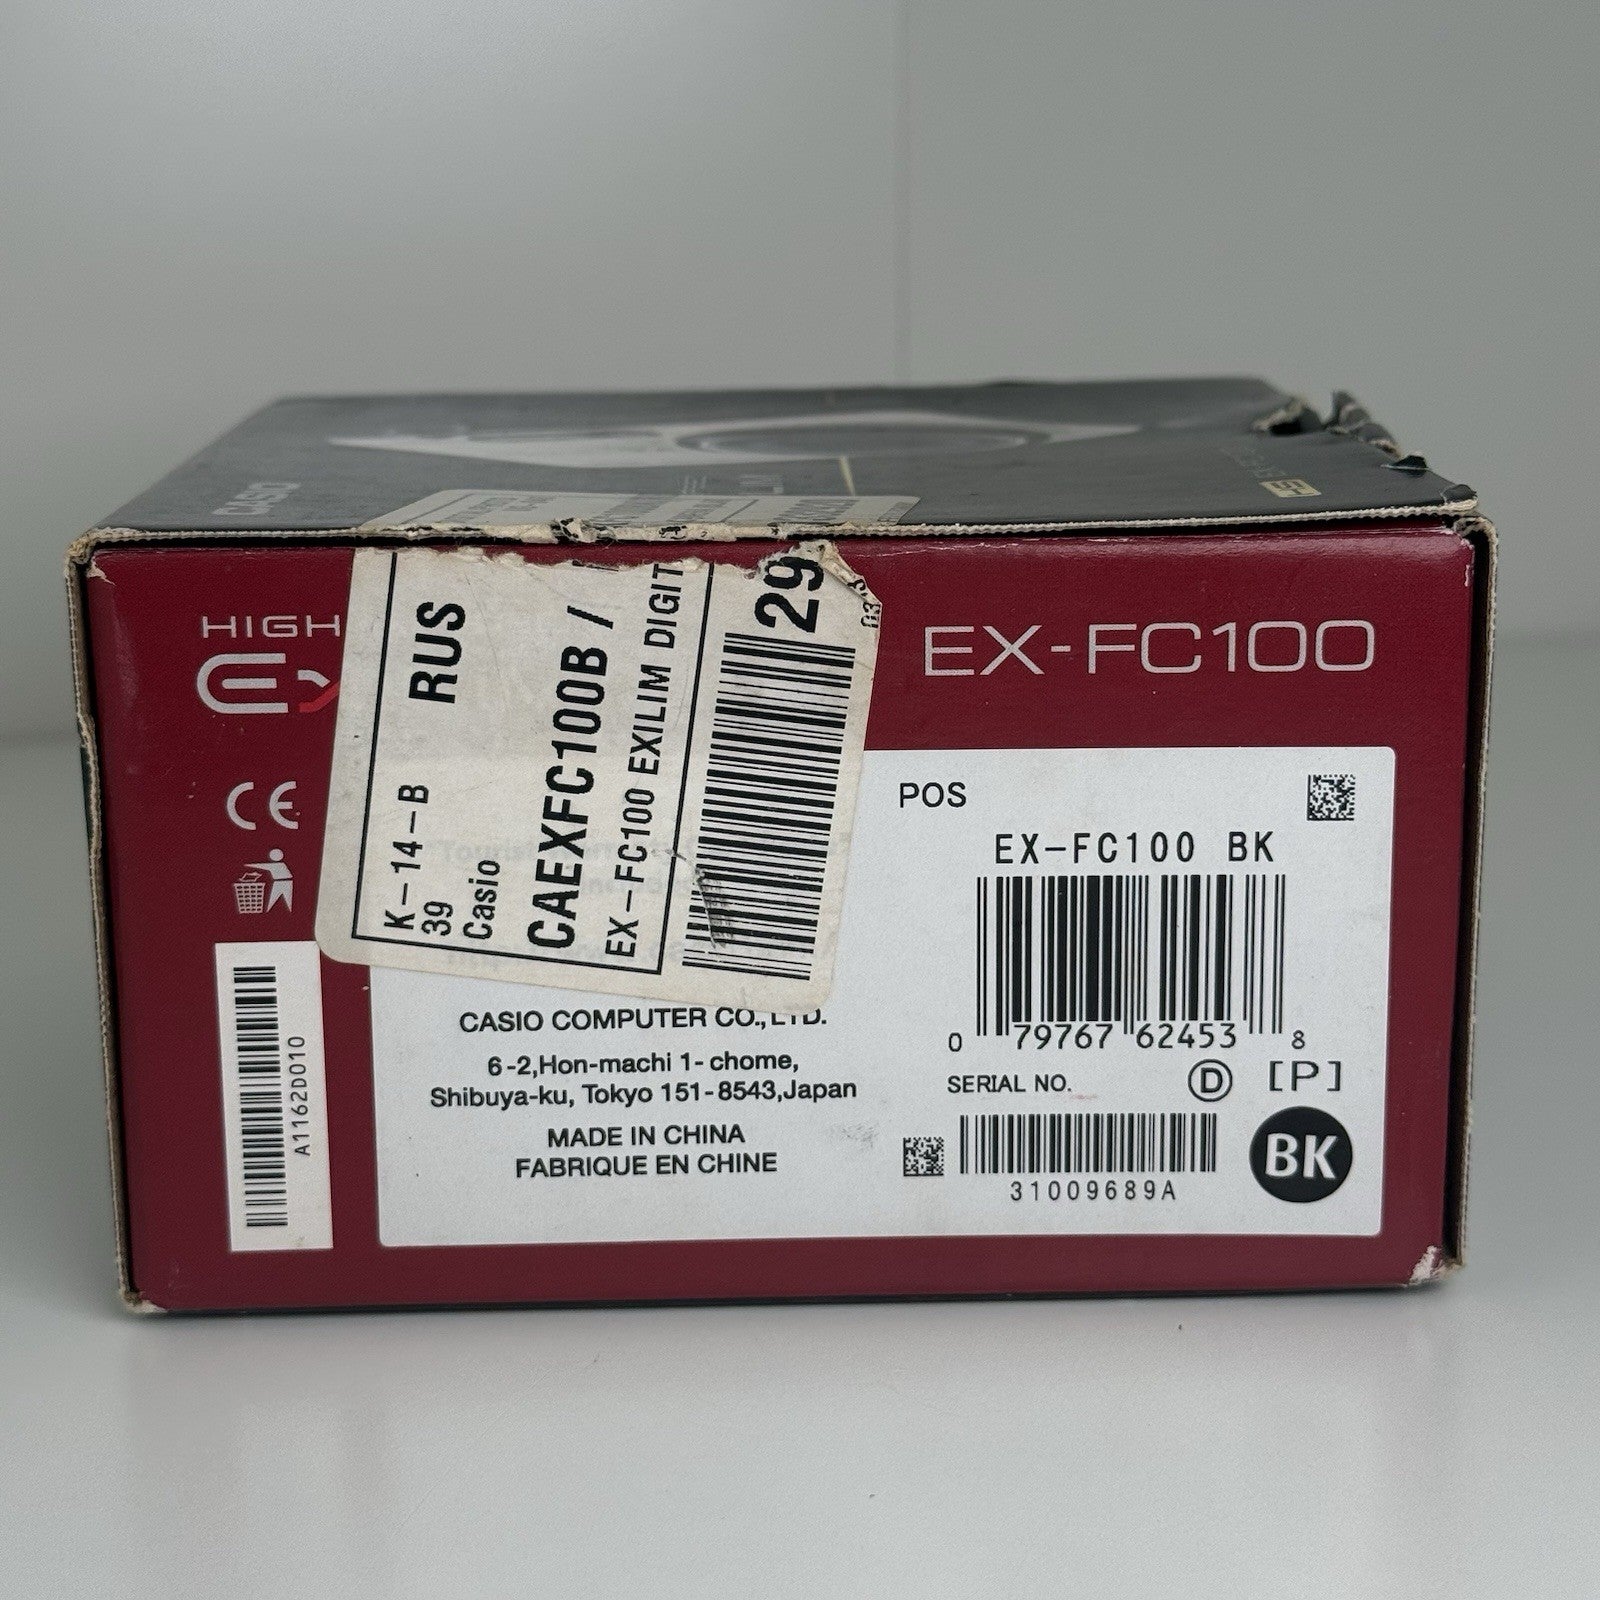 CASIO
HIGH
EX
EX-FC100
K-14-B RUS
39
Casio
CAEXFC100B /
EX-FC100 EXILIM DIGIT
29
A1162D010
POS
EX-FC100 BK
0 79767 62453 8
SERIAL NO. D [P]
31009689A
BK
CASIO COMPUTER CO., LTD.
6-2,Hon-machi 1-chome,
Shibuya-ku, Tokyo 151-8543,Japan
MADE IN CHINA
FABRIQUE EN CHINE